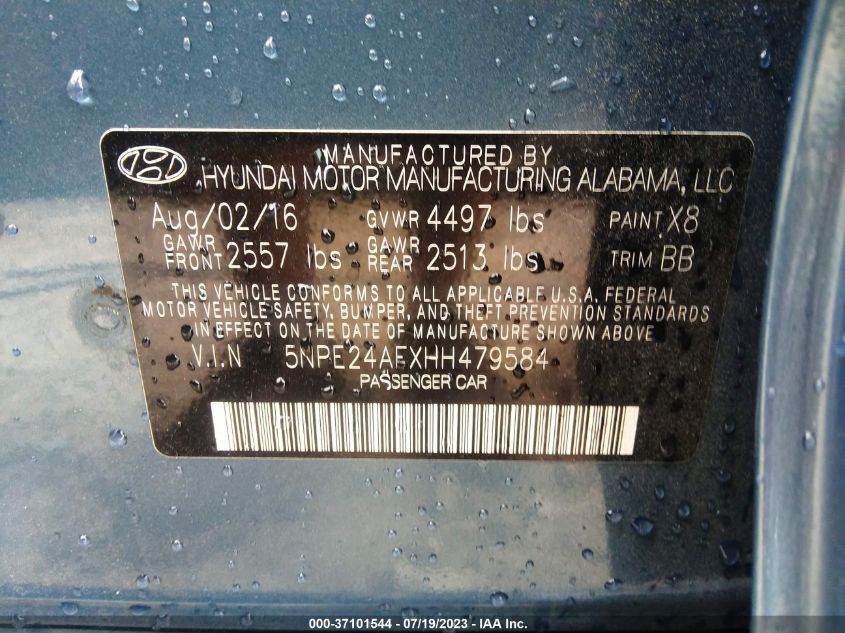 MANUFACTURED BY
HYUNDAI MOTOR MANUFACTURING ALABAMA, LLC
Aug/02/16 GVWR 4497 lbs PAINT X8
GAWR FRONT 2557 lbs GAWR REAR 2513 lbs TRIM BB
THIS VEHICLE CONFORMS TO ALL APPLICABLE U.S.A. FEDERAL
MOTOR VEHICLE SAFETY, BUMPER, AND THEFT PREVENTION STANDARDS
IN EFFECT ON THE DATE OF MANUFACTURE SHOWN ABOVE
V.I.N 5NPE24AFXHH479584
PASSENGER CAR
000-37101544 - 07/19/2023 - IAA Inc.